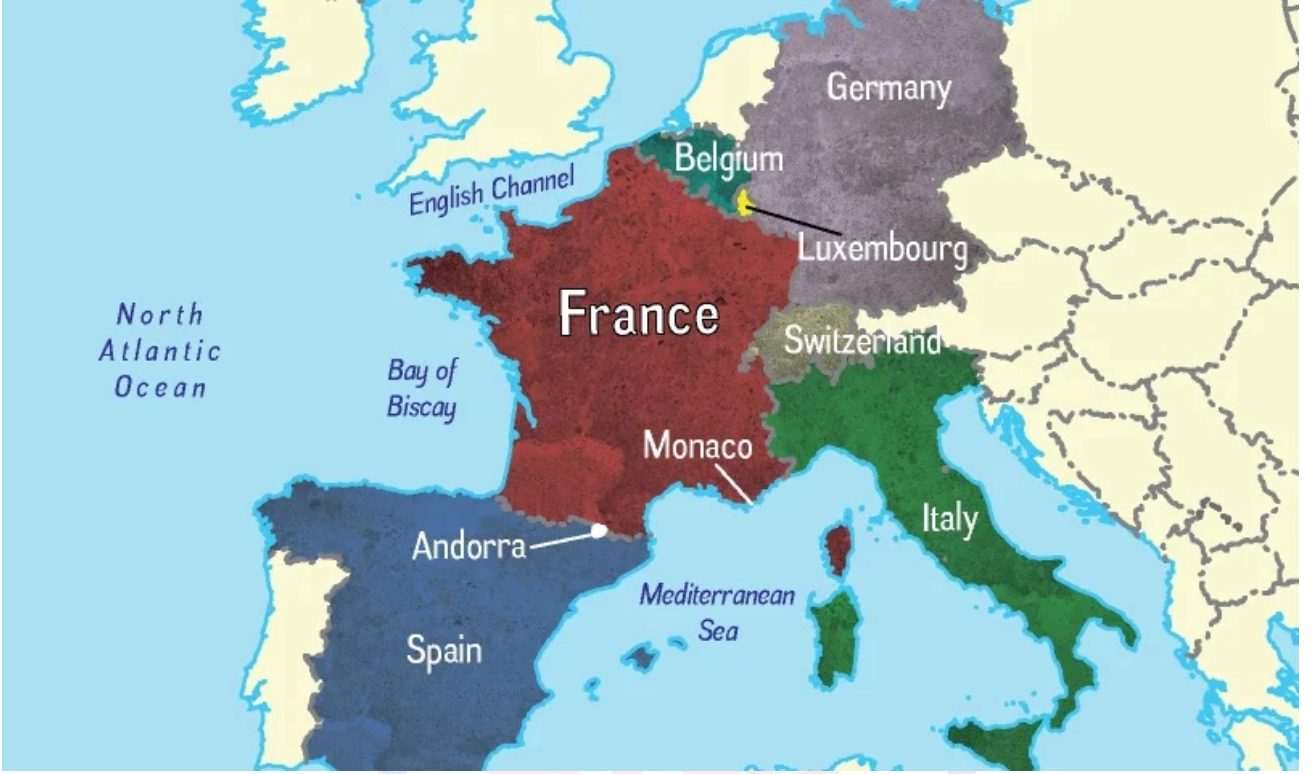 Germany
Belgium
English Channel
Luxembourg
France
North
Atlantic
Ocean
Switzerland
Bay of
Biscay
Monaco
Italy
Andorra
Mediterranean
Sea
Spain